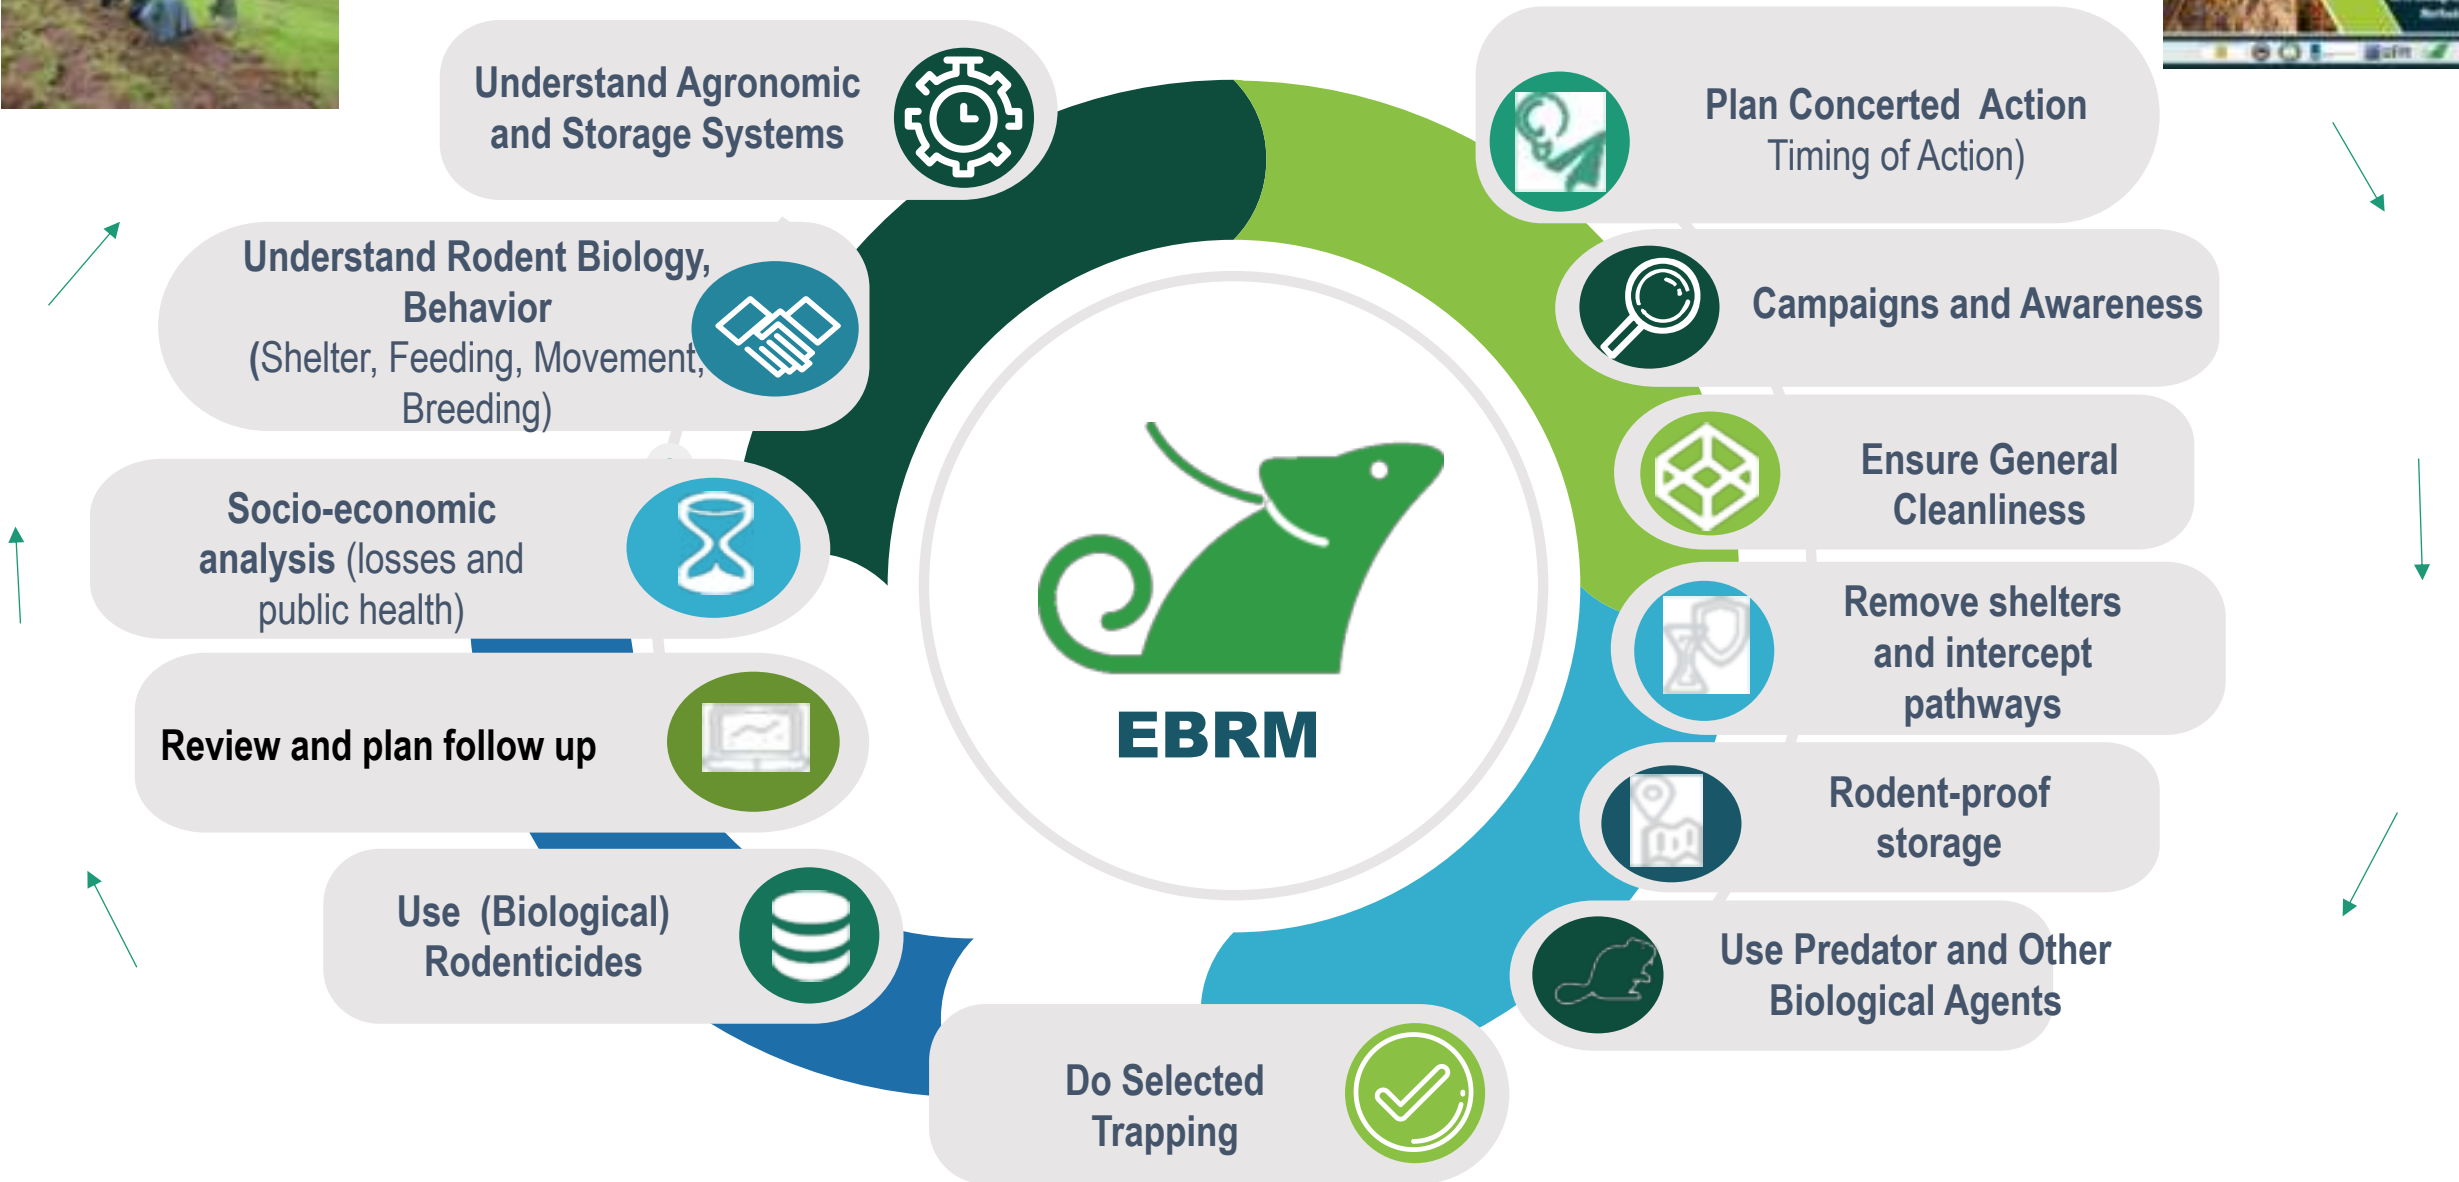 Understand Agronomic
and Storage Systems
Understand Rodent Biology,
Behavior
(Shelter, Feeding, Movement,
Breeding)
Socio-economic
analysis (losses and
public health)
Review and plan follow up
Use (Biological)
Rodenticides
EBRM
Do Selected
Trapping
Plan Concerted Action
Timing of Action)
Campaigns and Awareness
Ensure General
Cleanliness
Remove shelters
and intercept
pathways
Rodent-proof
storage
Use Predator and Other
Biological Agents